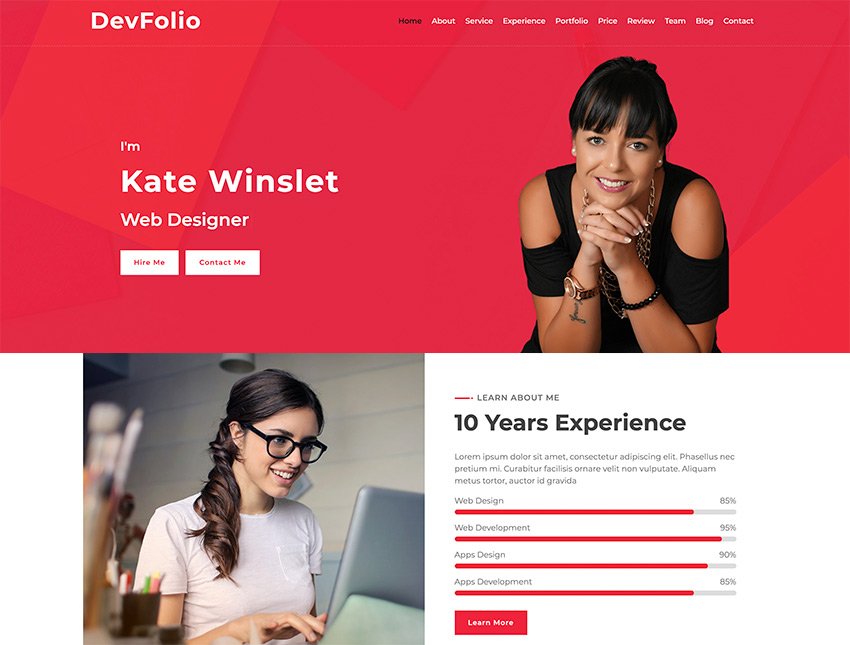 DevFolio
Home About Service Experience Portfolio Price Review Team Blog Contact
I'm
Kate Winslet
Web Designer
Hire Me Contact Me
LEARN ABOUT ME
10 Years Experience
Lorem ipsum dolor sit amet, consectetur adipiscing elit. Phasellus nec
pretium mi. Curabitur facilisis ornare velit non vulputate. Aliquam
metus tortor, auctor id gravida
Web Design 85%
Web Development 95%
Apps Design 90%
Apps Development 85%
Learn More